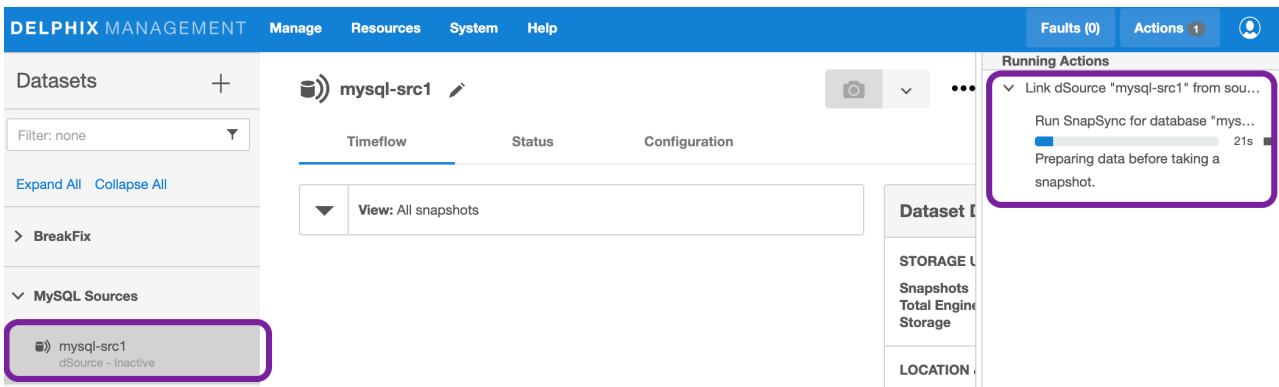 DELPHIX MANAGEMENT Manage Resources System Help Faults (0) Actions 1
Datasets
Filter: none
Expand All Collapse All
BreakFix
MySQL Sources
mysql-src1
dSource - Inactive
mysql-src1
Timeflow Status Configuration
View: All snapshots
Dataset D
STORAGE U
Snapshots
Total Engine
Storage
LOCATION
Running Actions
Link dSource "mysql-src1" from sou...
Run SnapSync for database "mys...
21s
Preparing data before taking a
snapshot.